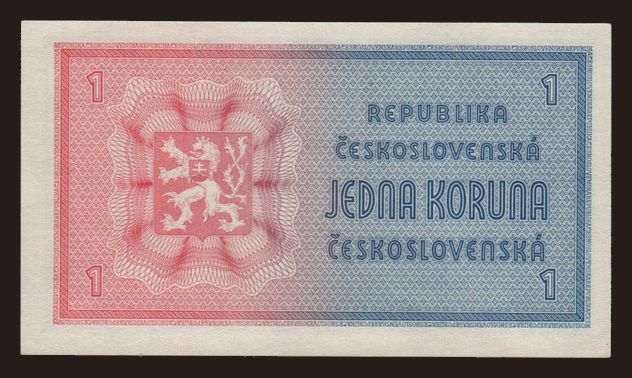 1
1
REPUBLIKA
ČESKOSLOVENSKÁ
JEDNA KORUNA
ČESKOSLOVENSKÁ
1
1